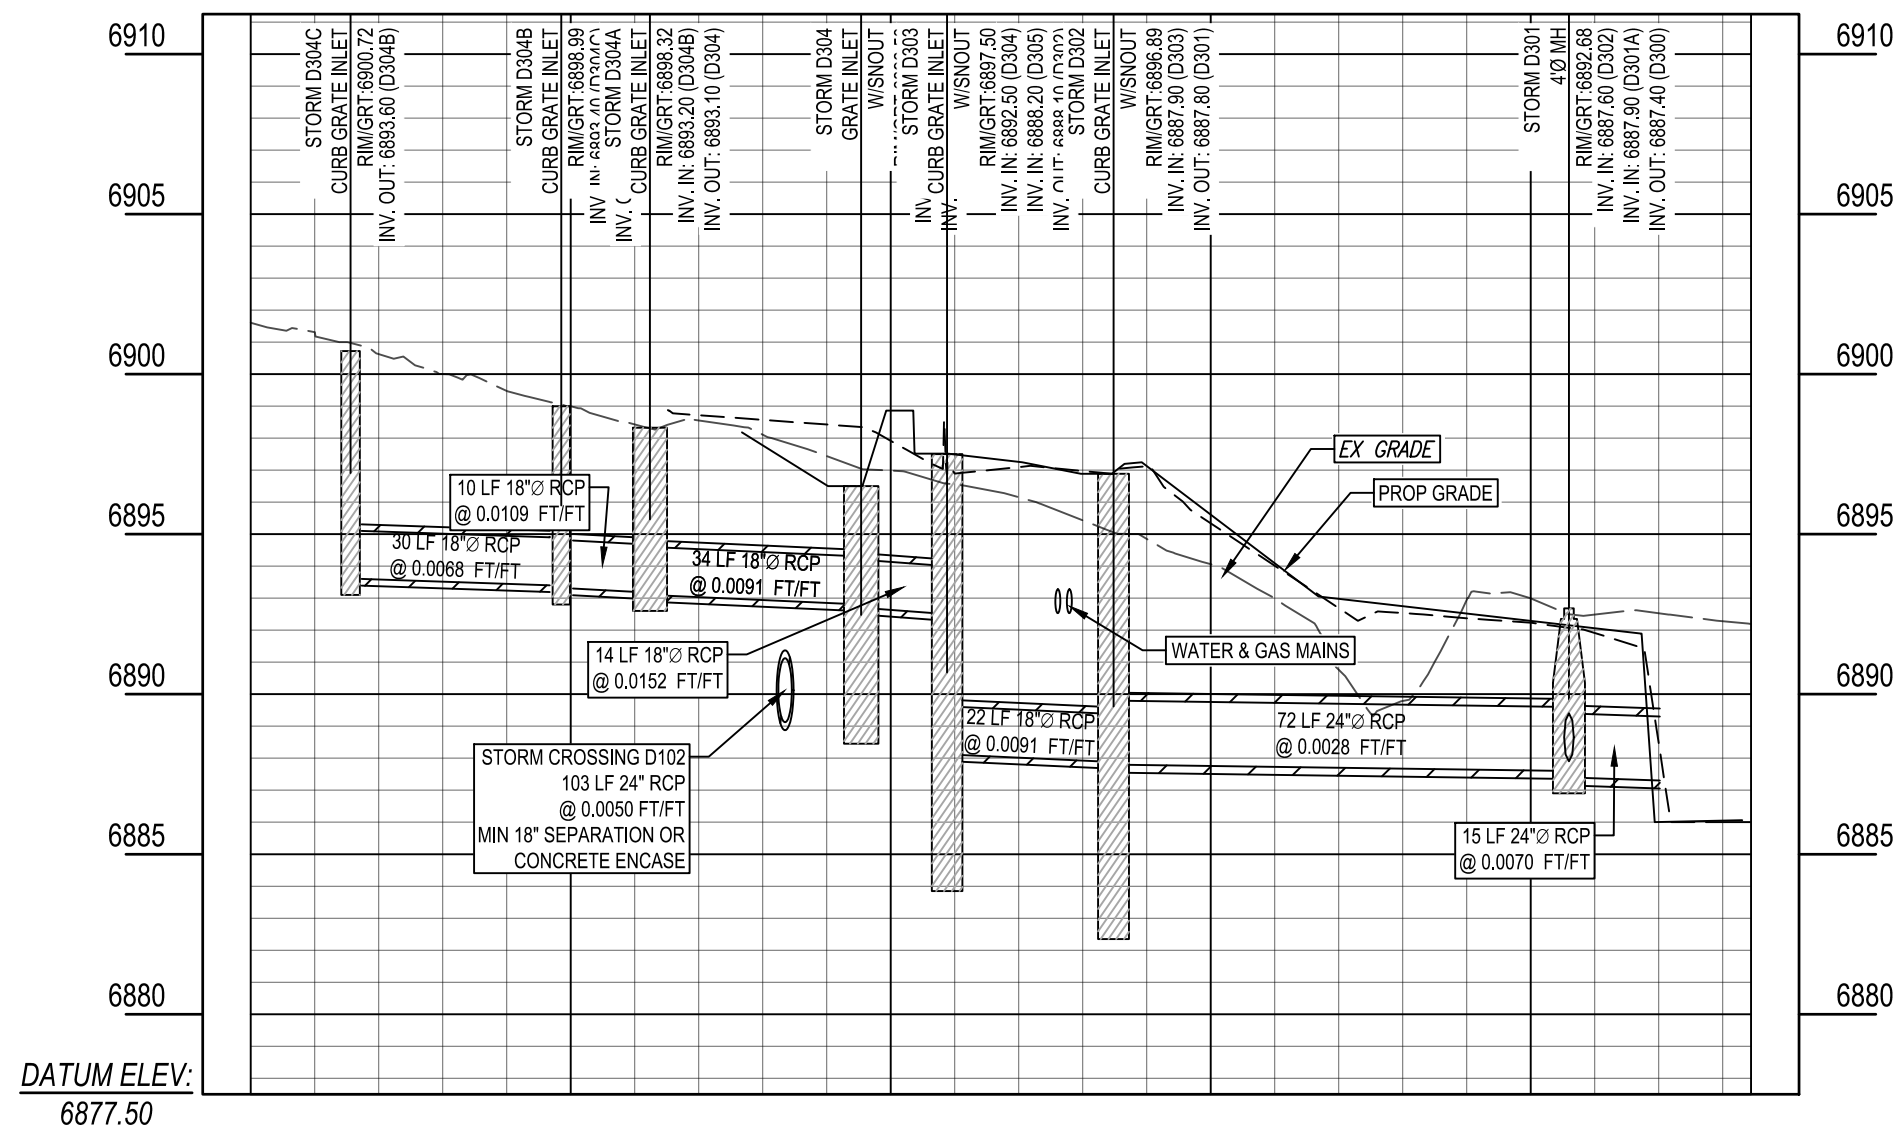 6910
6905
6900
6895
6890
6885
6880
DATUM ELEV:
6877.50
STORM D304C
CURB GRATE INLET
RIM/GRT:6900.72
INV. OUT: 6893.60 (D304B)
STORM D304B
CURB GRATE INLET
RIM/GRT:6898.99
INV. IN:
STORM D304A
CURB GRATE INLET
RIM/GRT:6898.32
INV. IN: 6893.20 (D304B)
INV. OUT: 6893.10 (D304)
STORM D304
GRATE INLET
W/SNOUT
STORM D303
CURB GRATE INLET
W/SNOUT
RIM/GRT:6897.50
INV. IN: 6892.50 (D304)
INV. IN: 6888.20 (D305)
INV. OUT: 6888.10 (D302)
STORM D302
CURB GRATE INLET
W/SNOUT
RIM/GRT:6896.89
INV. IN: 6887.90 (D303)
INV. OUT: 6887.80 (D301)
STORM D301
4'Ø MH
RIM/GRT:6892.68
INV. IN: 6887.60 (D302)
INV. IN: 6887.90 (D301A)
INV. OUT: 6887.40 (D300)
EX GRADE
PROP GRADE
10 LF 18"Ø RCP
@ 0.0109 FT/FT
30 LF 18"Ø RCP
@ 0.0068 FT/FT
34 LF 18"Ø RCP
@ 0.0091 FT/FT
14 LF 18"Ø RCP
@ 0.0152 FT/FT
WATER & GAS MAINS
22 LF 18"Ø RCP
@ 0.0091 FT/FT
72 LF 24"Ø RCP
@ 0.0028 FT/FT
STORM CROSSING D102
103 LF 24" RCP
@ 0.0050 FT/FT
MIN 18" SEPARATION OR
CONCRETE ENCASE
15 LF 24"Ø RCP
@ 0.0070 FT/FT
6910
6905
6900
6895
6890
6885
6880